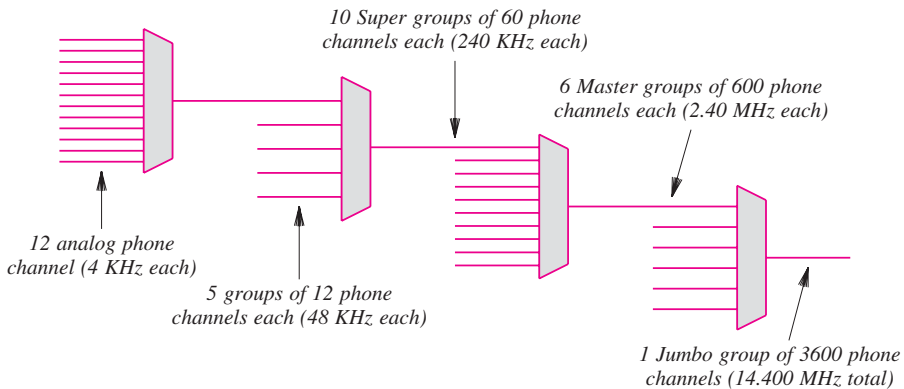 10 Super groups of 60 phone
channels each (240 KHz each)
6 Master groups of 600 phone
channels each (2.40 MHz each)
12 analog phone
channel (4 KHz each)
5 groups of 12 phone
channels each (48 KHz each)
1 Jumbo group of 3600 phone
channels (14.400 MHz total)